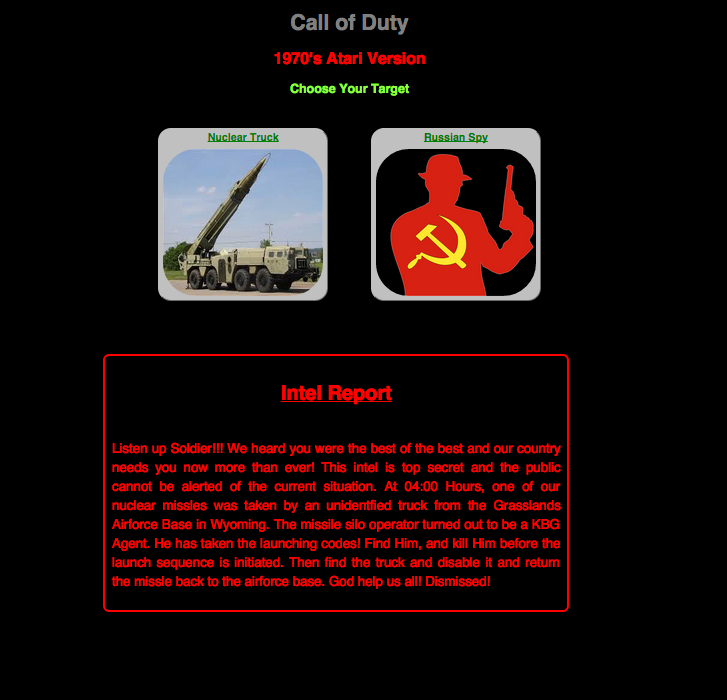 Call of Duty
1970's Atari Version
Choose Your Target
Nuclear Truck
Russian Spy
Intel Report
Listen up Soldier!!! We heard you were the best of the best and our country
needs you now more than ever! This intel is top secret and the public
cannot be alerted of the current situation. At 04:00 Hours, one of our
nuclear missles was taken by an unidentfied truck from the Grasslands
Airforce Base in Wyoming. The missile silo operator turned out to be a KBG
Agent. He has taken the launching codes! Find Him, and kill Him before the
launch sequence is initiated. Then find the truck and disable it and return
the missle back to the airforce base. God help us all! Dismissed!